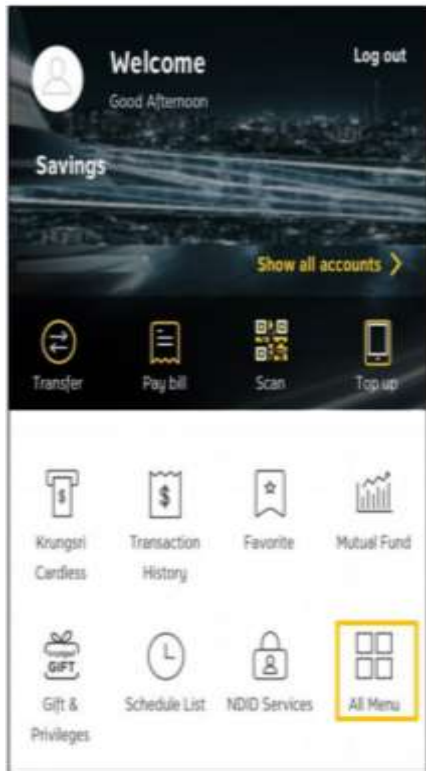 Welcome
Log out
Good Afternoon
Savings
Show all accounts
Transfer Pay bill Scan Top up
Krungsri Transaction Favorite Mutual Fund
Cardless History
GIFT
Gift & Schedule List NDID Services All Menu
Privileges